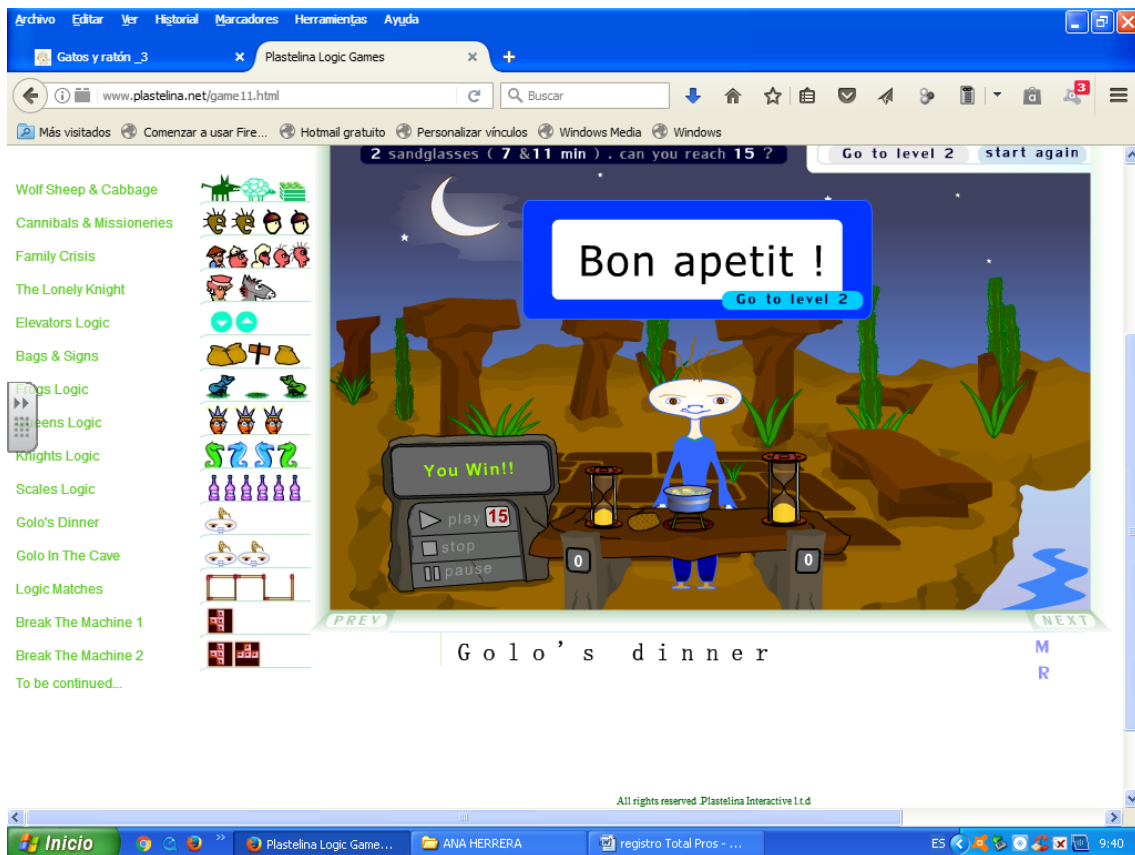 Archivo Editar Ver Historial Marcadores Herramientas Ayuda
Gatos y ratón _3
Plastelina Logic Games
www.plastelina.net/game11.html
Buscar
3
Más visitados Comenzar a usar Fire... Hotmail gratuito Personalizar vínculos Windows Media Windows
2 sandglasses ( 7 &11 min ) . can you reach 15 ?
Go to level 2 start again
Wolf Sheep & Cabbage
Cannibals & Missioneries
Family Crisis
The Lonely Knight
Elevators Logic
Bags & Signs
Frogs Logic
Queens Logic
Knights Logic
Scales Logic
Golo's Dinner
Golo In The Cave
Logic Matches
Break The Machine 1
Break The Machine 2
To be continued...
Bon apetit !
Go to level 2
You Win!!
play 15
stop
pause
0
0
PREV
NEXT
Golo's dinner
M
R
All rights reserved .Plastelina Interactive l.t.d
Inicio
Plastelina Logic Game...
ANA HERRERA
registro Total Pros - ...
ES
9:40